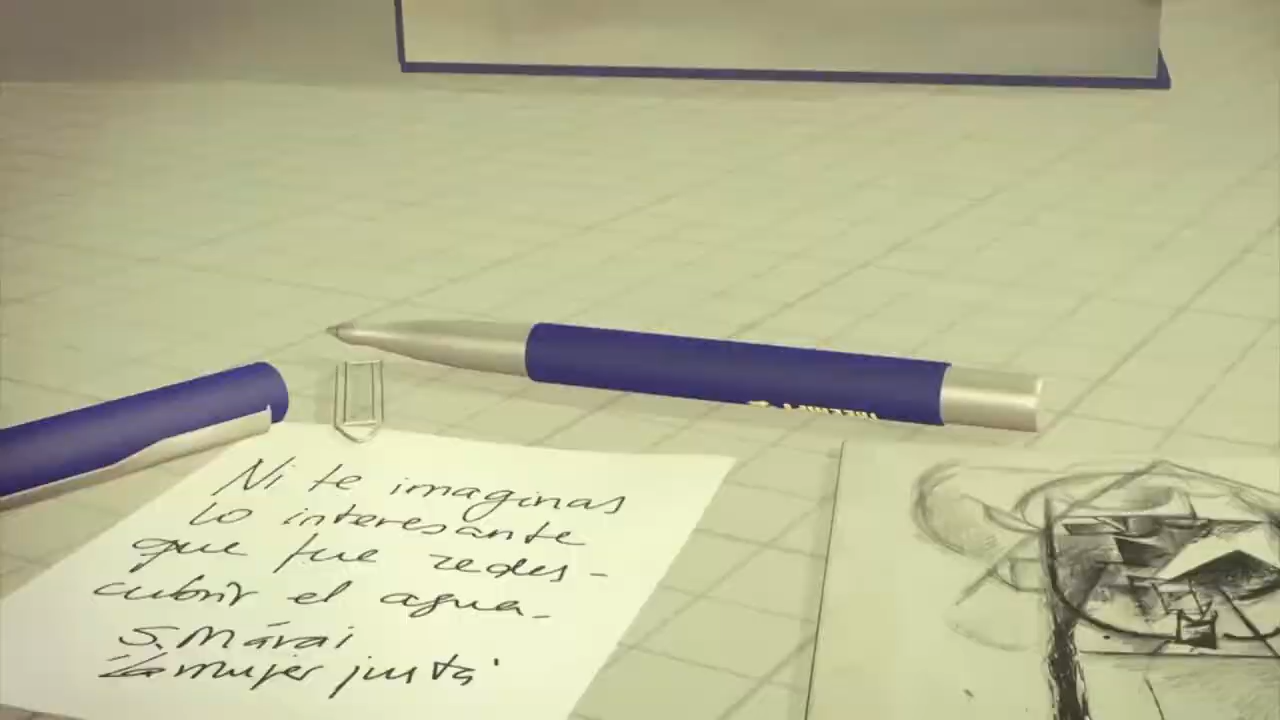 Ni te imaginas
lo interesante
que fue redes-
cubrir el agua.
S. Márai
La mujer justa